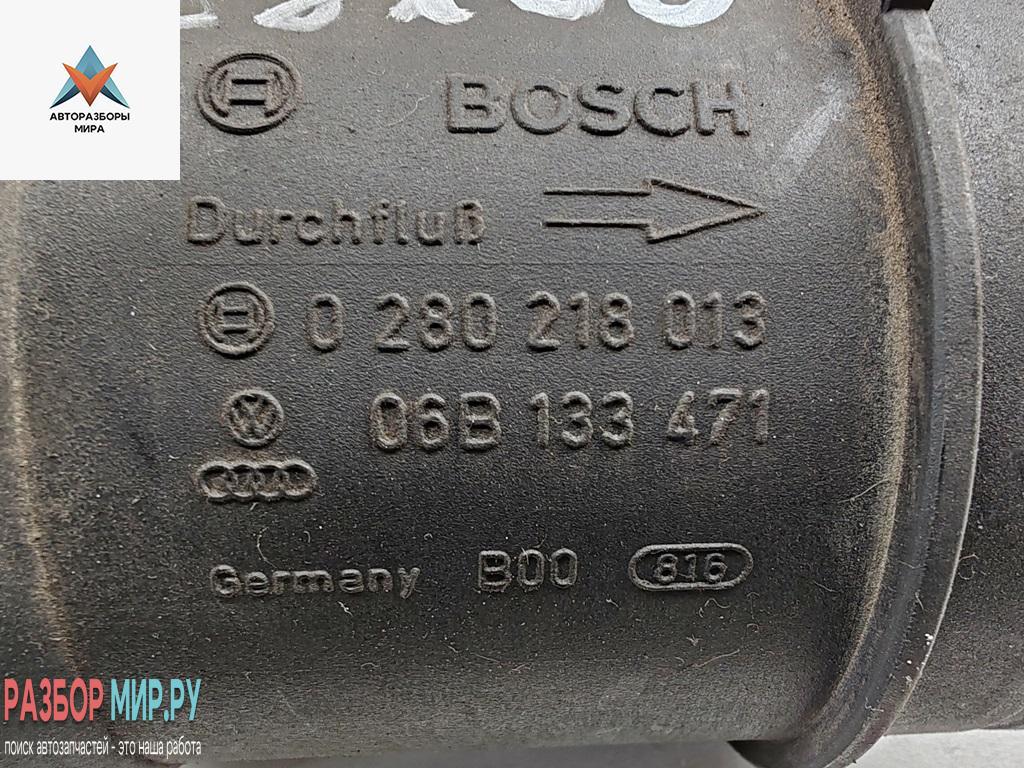 АВТОРАЗБОРЫ
МИРА
BOSCH
Durchfluß
0 280 218 013
06B 133 471
Germany B00 816
РАЗБОР МИР.РУ
поиск автозапчастей - это наша работа